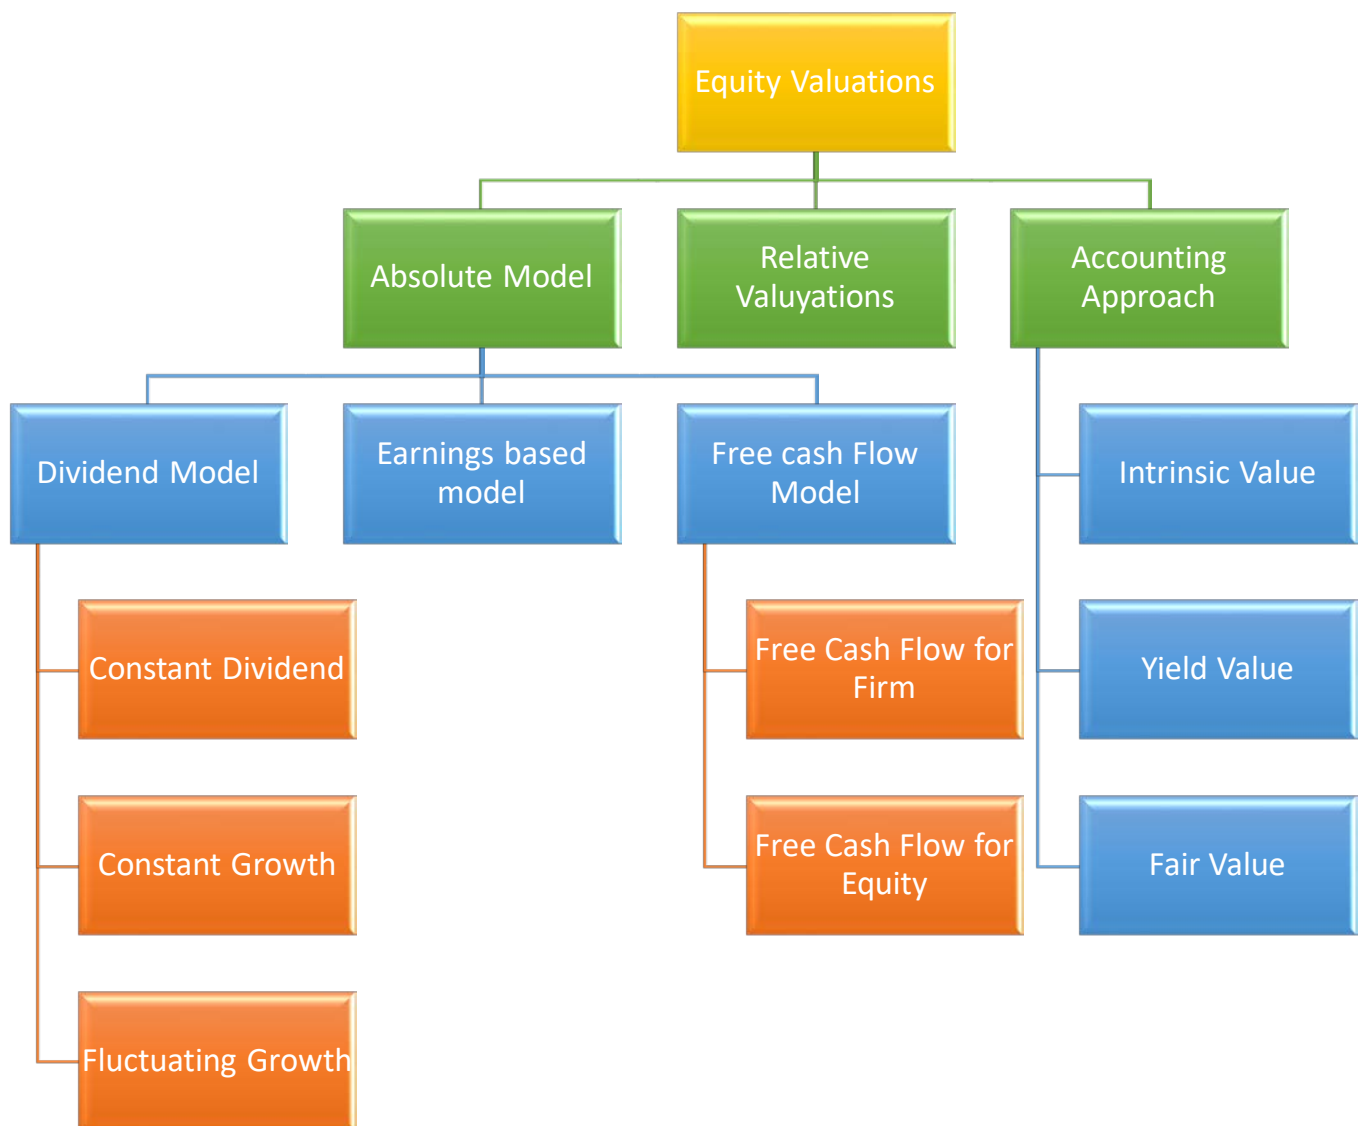 Equity Valuations
Absolute Model
Relative
Valuyations
Accounting
Approach
Dividend Model
Earnings based
model
Free cash Flow
Model
Intrinsic Value
Constant Dividend
Free Cash Flow for
Firm
Yield Value
Constant Growth
Free Cash Flow for
Equity
Fair Value
Fluctuating Growth